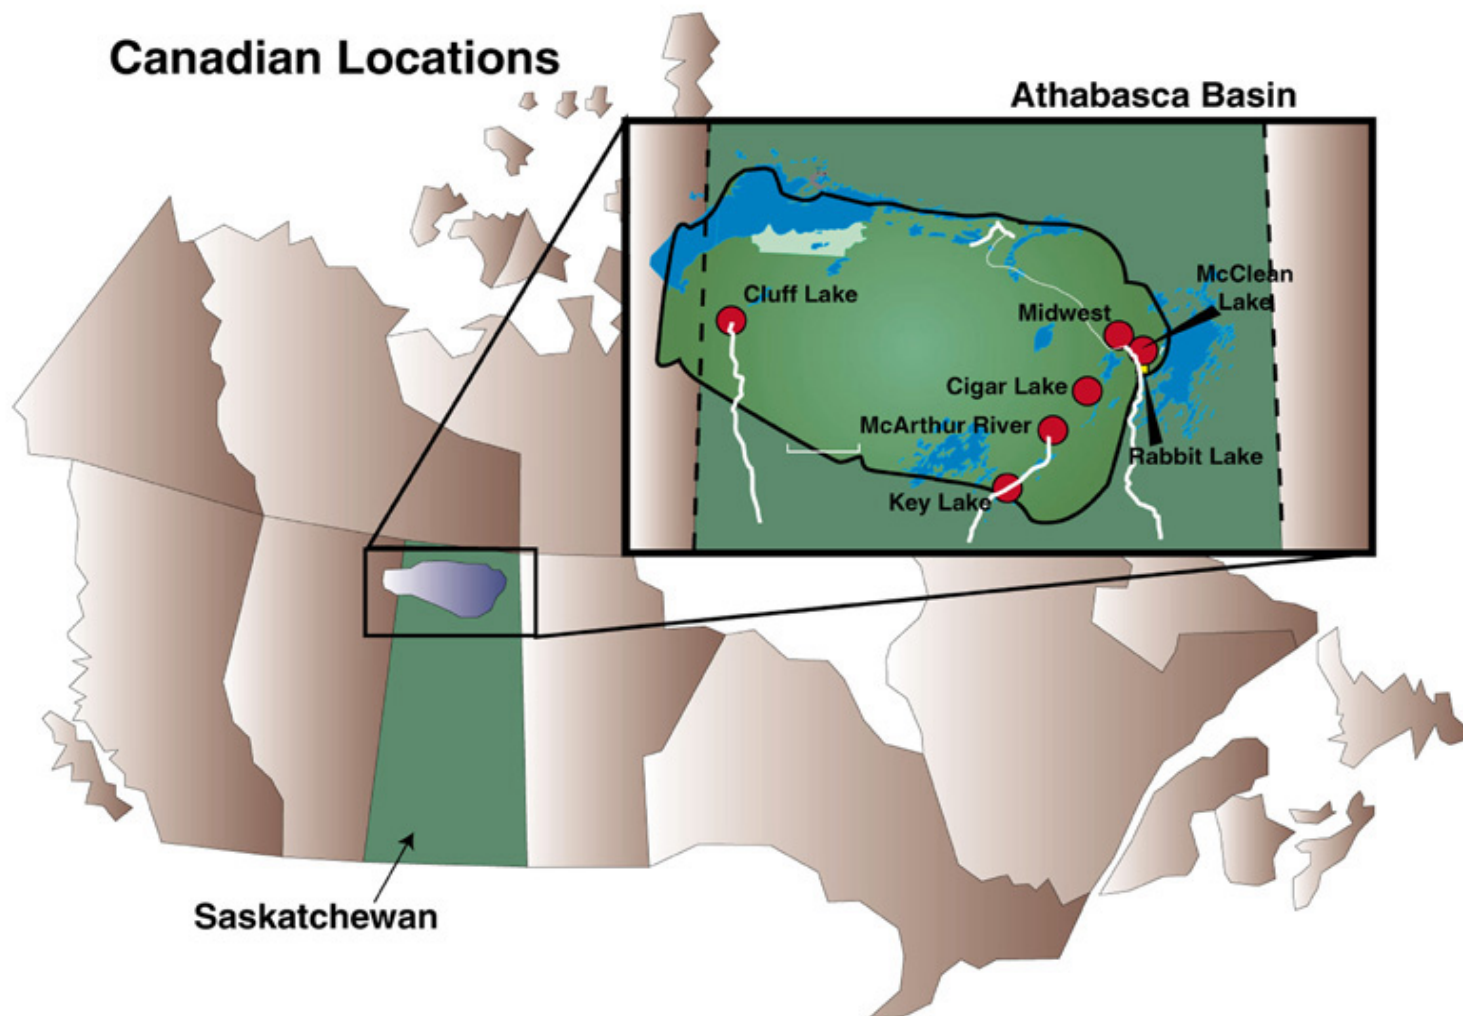 Canadian Locations
Athabasca Basin
McClean
Lake
Cluff Lake
Midwest
Cigar Lake
McArthur River
Rabbit Lake
Key Lake
Saskatchewan